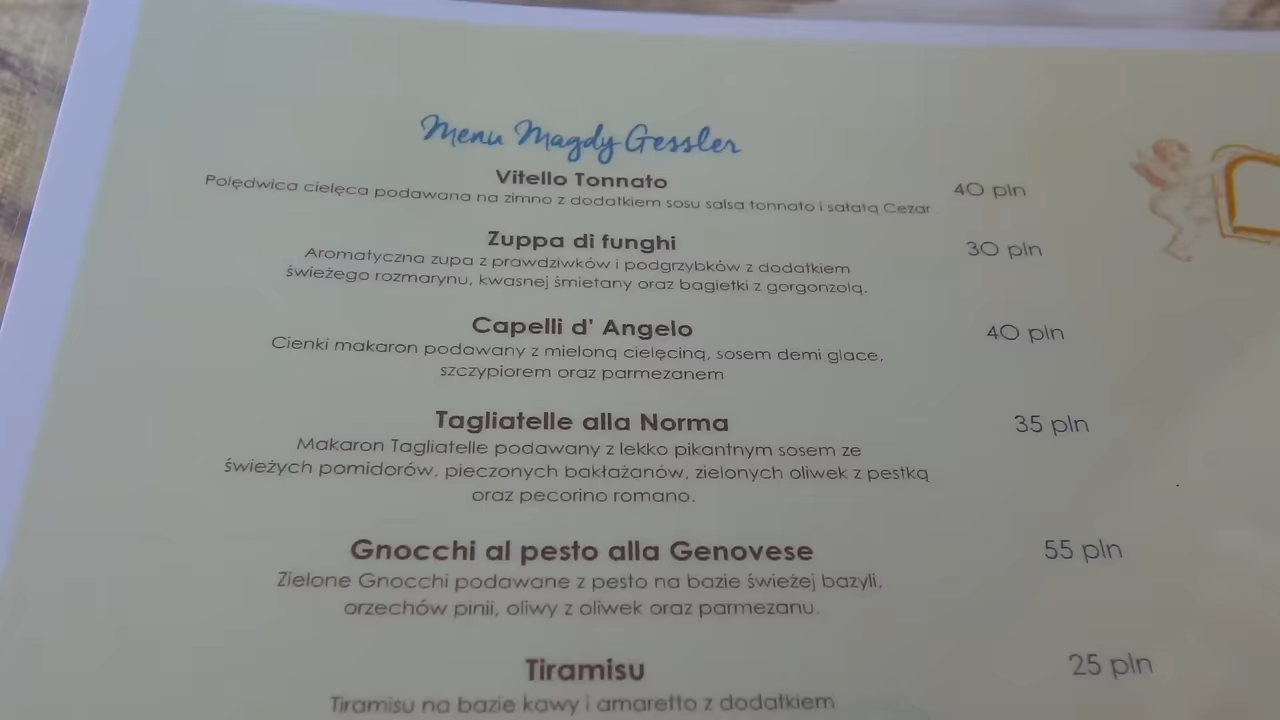 Menu Magdy Gessler
Vitello Tonnato
40 pln
Polędwica cielęca podawana na zimno z dodatkiem sosu salsa tonnato i sałatą Cezar
Zuppa di funghi
30 pln
Aromatyczna zupa z prawdziwków i podgrzybków z dodatkiem
świeżego rozmarynu, kwasnej śmietany oraz bagietki z gorgonzolą.
Capelli d' Angelo
40 pln
Cienki makaron podawany z mieloną cielęciną, sosem demi glace,
szczypiorem oraz parmezanem
Tagliatelle alla Norma
35 pln
Makaron Tagliatelle podawany z lekko pikantnym sosem ze
świeżych pomidorów, pieczonych bakłażanów, zielonych oliwek z pestką
oraz pecorino romano.
Gnocchi al pesto alla Genovese
55 pln
Zielone Gnocchi podawane z pesto na bazie świeżej bazyli,
orzechów pinii, oliwy z oliwek oraz parmezanu.
Tiramisu
25 pln
Tiramisu na bazie kawy i amaretto z dodatkiem